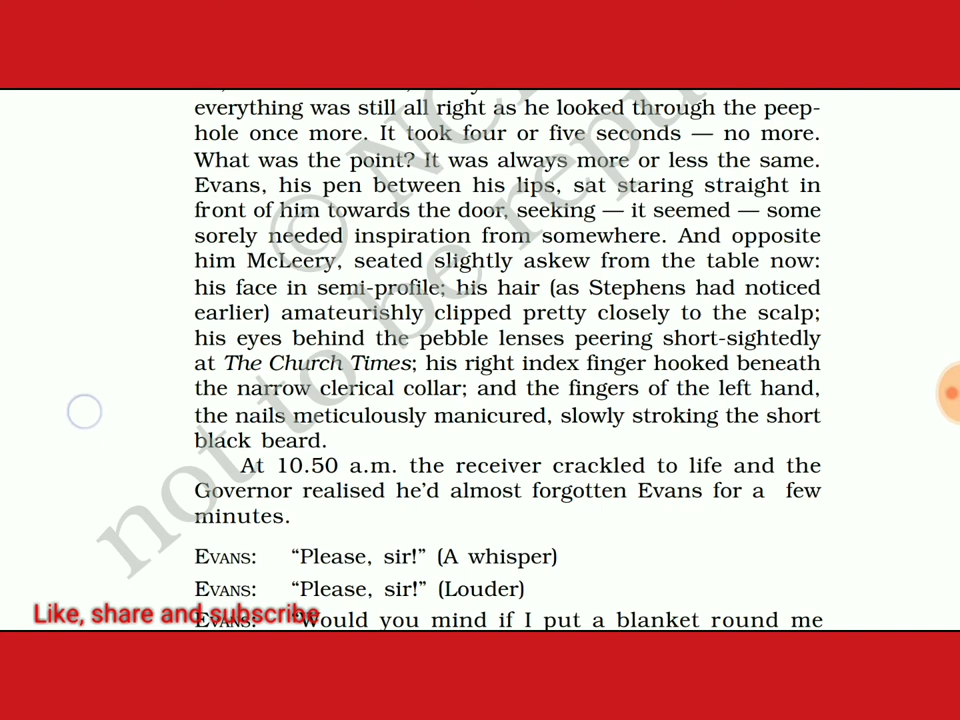 everything was still all right as he looked through the peep-
hole once more. It took four or five seconds — no more.
What was the point? It was always more or less the same.
Evans, his pen between his lips, sat staring straight in
front of him towards the door, seeking — it seemed — some
sorely needed inspiration from somewhere. And opposite
him McLeery, seated slightly askew from the table now:
his face in semi-profile; his hair (as Stephens had noticed
earlier) amateurishly clipped pretty closely to the scalp;
his eyes behind the pebble lenses peering short-sightedly
at The Church Times; his right index finger hooked beneath
the narrow clerical collar; and the fingers of the left hand,
the nails meticulously manicured, slowly stroking the short
black beard.
At 10.50 a.m. the receiver crackled to life and the
Governor realised he'd almost forgotten Evans for a few
minutes.
EVANS: “Please, sir!” (A whisper)
EVANS: “Please, sir!” (Louder)
EVANS: “Would you mind if I put a blanket round me
Like, share and subscribe
© NC
not to be repu